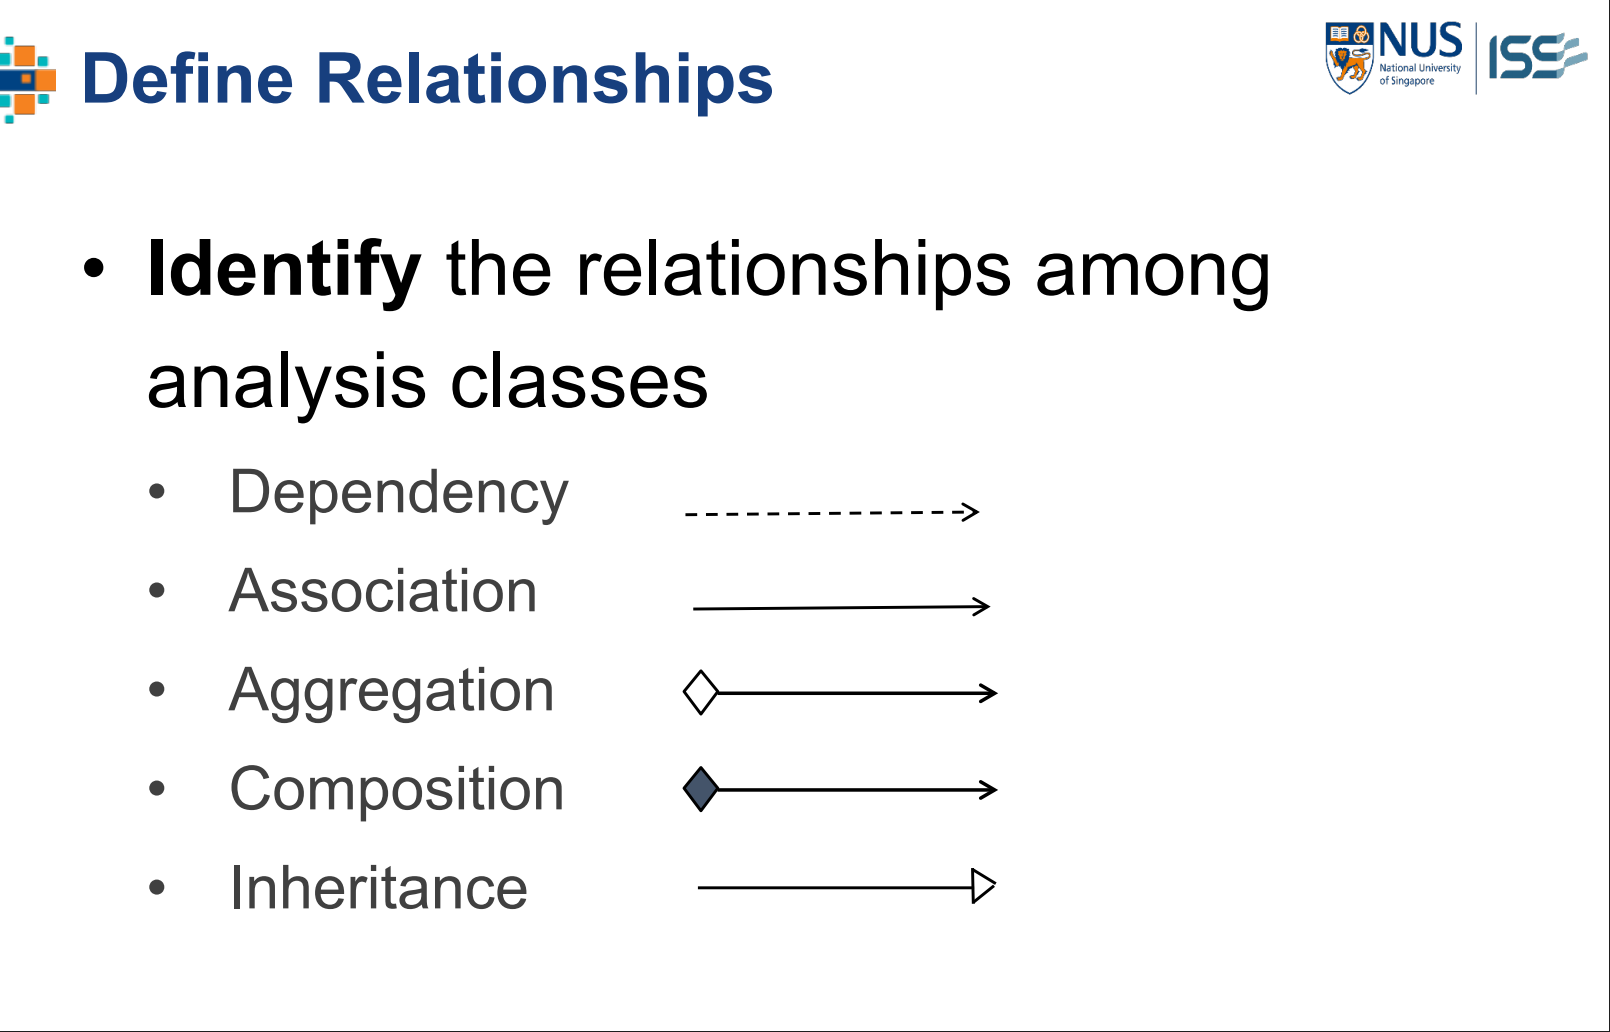 Define Relationships
NUS
National University
of Singapore
ISS
• Identify the relationships among
analysis classes
• Dependency
• Association
• Aggregation
• Composition
• Inheritance